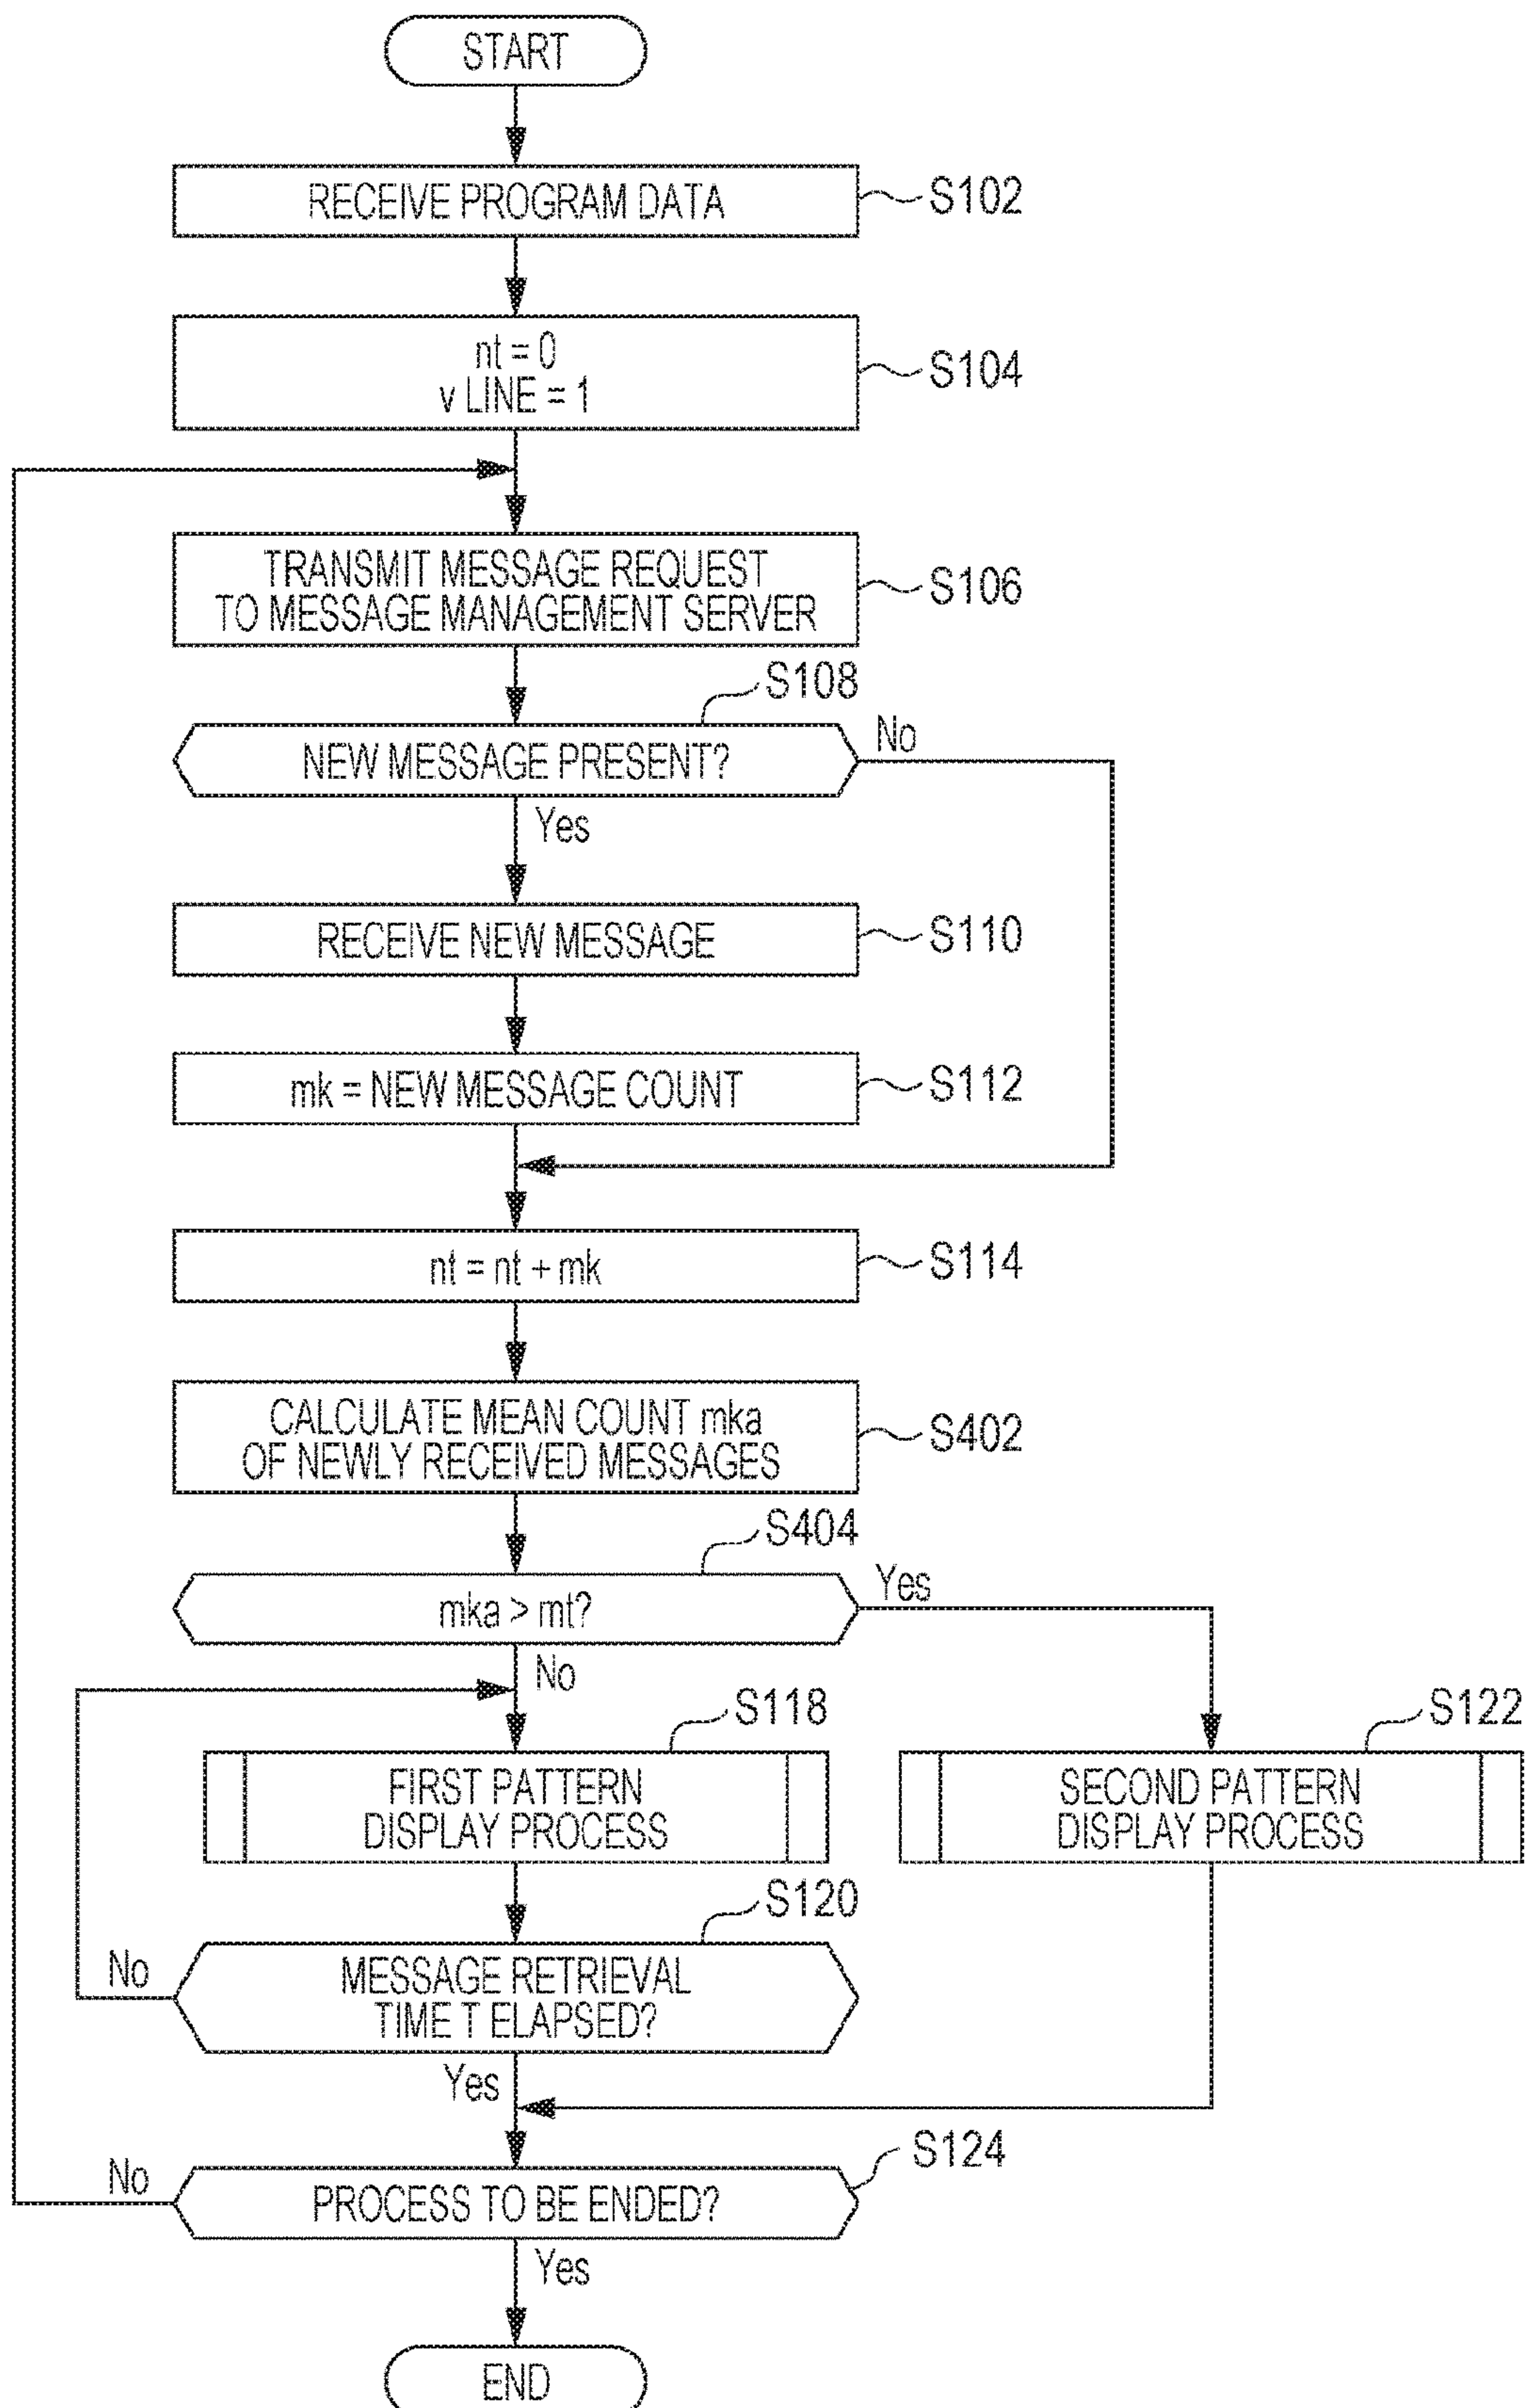 START
RECEIVE PROGRAM DATA
S102
nt = 0
v LINE = 1
S104
TRANSMIT MESSAGE REQUEST
TO MESSAGE MANAGEMENT SERVER
S106
S108
NEW MESSAGE PRESENT?
No
Yes
RECEIVE NEW MESSAGE
S110
mk = NEW MESSAGE COUNT
S112
nt = nt + mk
S114
CALCULATE MEAN COUNT mka
OF NEWLY RECEIVED MESSAGES
S402
S404
mka > mt?
Yes
No
S118
FIRST PATTERN
DISPLAY PROCESS
S122
SECOND PATTERN
DISPLAY PROCESS
S120
MESSAGE RETRIEVAL
TIME T ELAPSED?
No
Yes
S124
PROCESS TO BE ENDED?
No
Yes
END